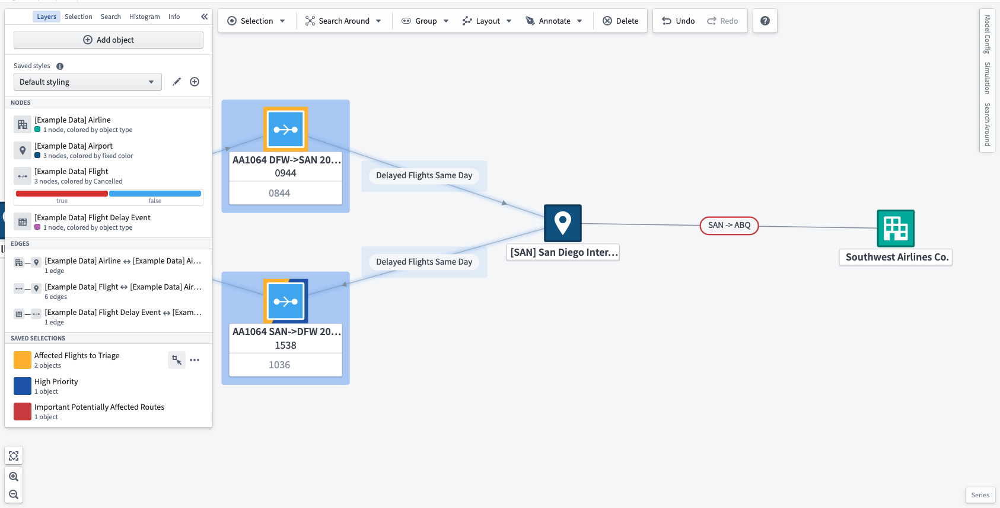 Layers Selection Search Histogram Info
Add object
Saved styles
Default styling
NODES
[Example Data] Airline
1 node, colored by object type
[Example Data] Airport
3 nodes, colored by fixed color
[Example Data] Flight
3 nodes, colored by Cancelled
true false
[Example Data] Flight Delay Event
1 node, colored by object type
EDGES
[Example Data] Airline ↔ [Example Data] Ai...
1 edge
[Example Data] Flight ↔ [Example Data] Air...
6 edges
[Example Data] Flight Delay Event ↔ [Exam...
1 edge
SAVED SELECTIONS
Affected Flights to Triage
2 objects
High Priority
1 object
Important Potentially Affected Routes
1 object
Selection Search Around Group Layout Annotate Delete Undo Redo
AA1064 DFW->SAN 20...
0944
0844
Delayed Flights Same Day
Delayed Flights Same Day
AA1064 SAN->DFW 20...
1538
1036
[SAN] San Diego Inter...
SAN -> ABQ
Southwest Airlines Co.
Model Config
Simulation
Search Around
Series